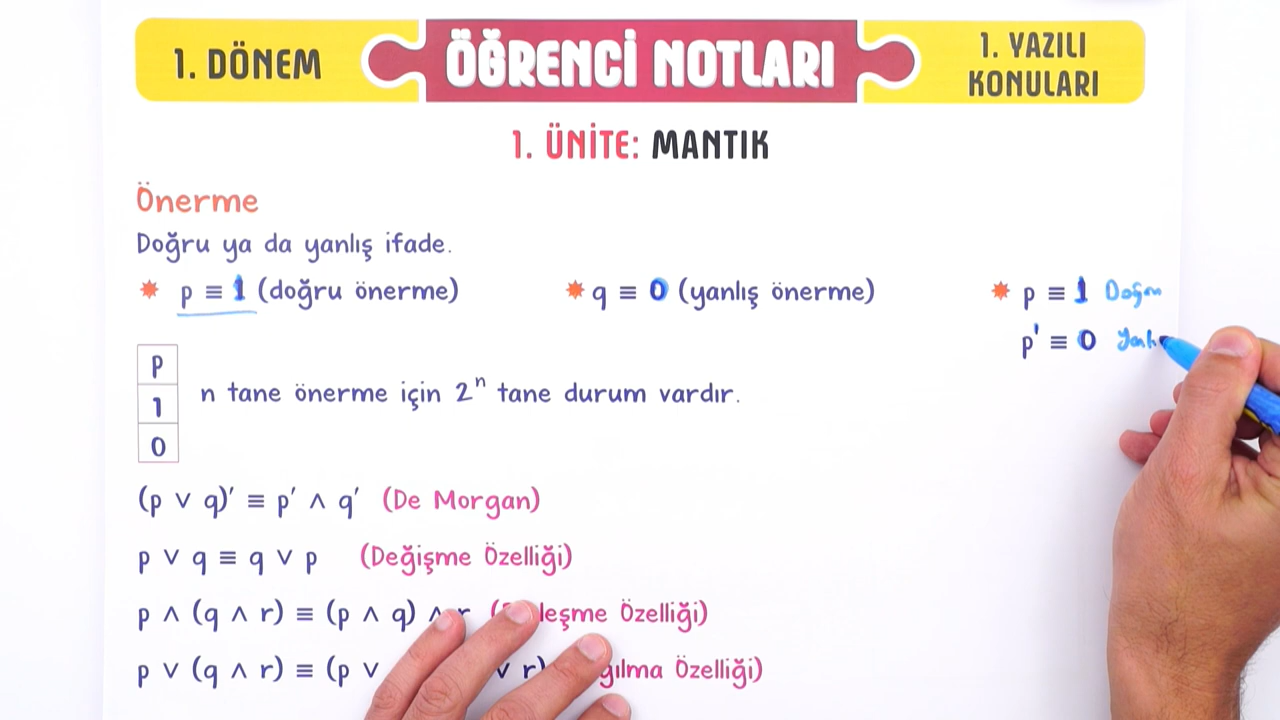 1. DÖNEM
ÖĞRENCİ NOTLARI
1. YAZILI
KONULARI
1. ÜNİTE: MANTIK
Önerme
Doğru ya da yanlış ifade.
p ≡ 1 (doğru önerme)
q ≡ 0 (yanlış önerme)
p ≡ 1 Doğru
p' ≡ 0
p
1
0
n tane önerme için 2ⁿ tane durum vardır.
(p ∨ q)′ ≡ p′ ∧ q′ (De Morgan)
p ∨ q ≡ q ∨ p (Değişme Özelliği)
p ∧ (q ∧ r) ≡ (p ∧ q) ∧ r Özelliği)
p ∨ (q ∧ r) ≡ (p ∨ ∨ r) Özelliği)